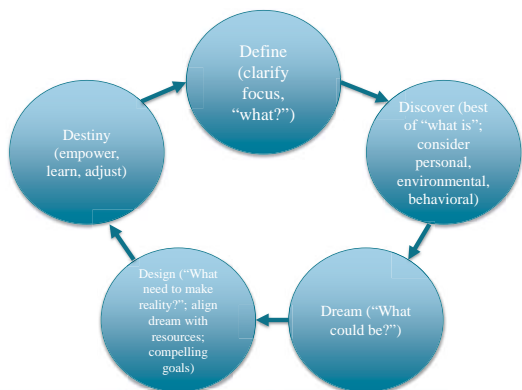 Define
(clarify
focus,
“what?”)
Discover (best
of “what is”;
consider
personal,
environmental,
behavioral)
Dream (“What
could be?”)
Design (“What
need to make
reality?”; align
dream with
resources;
compelling
goals)
Destiny
(empower,
learn, adjust)